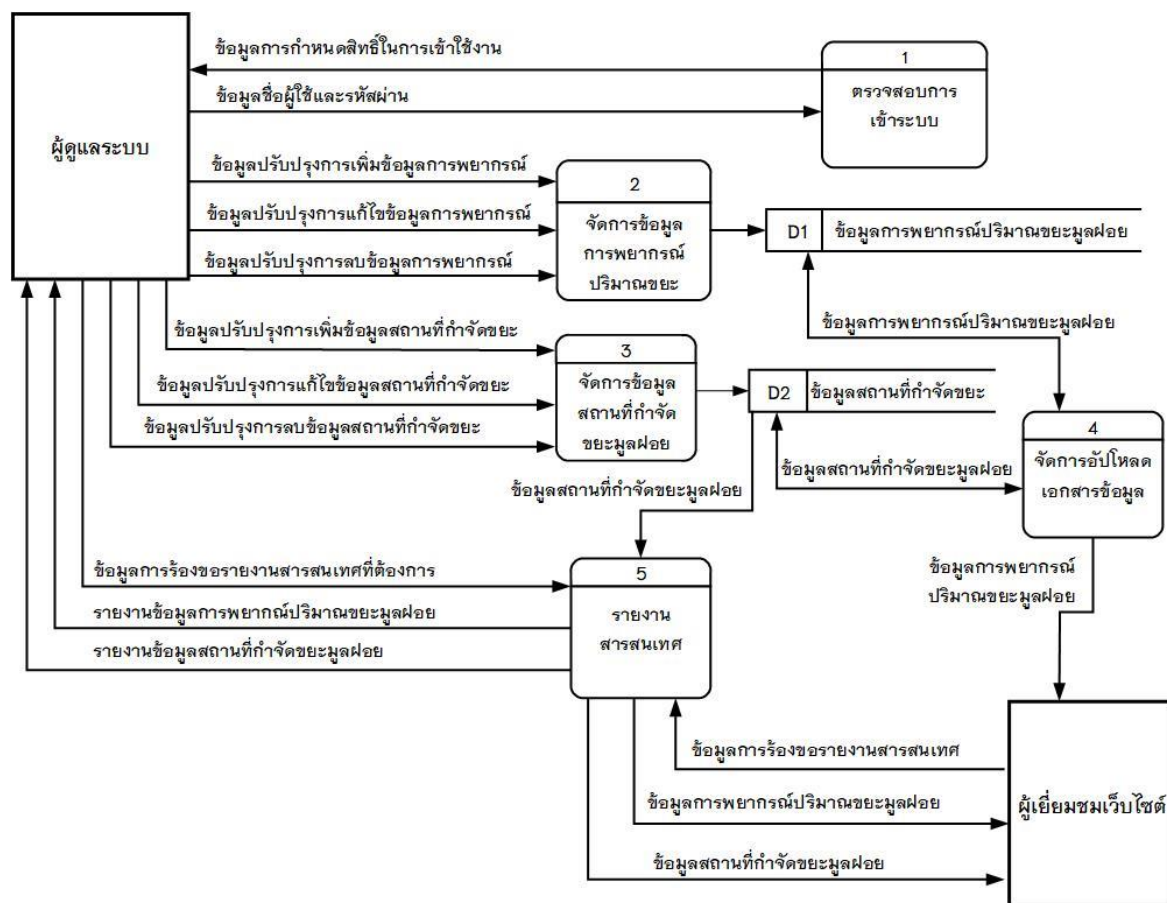 ข้อมูลการกำหนดสิทธิ์ในการเข้าใช้งาน
1
ข้อมูลชื่อผู้ใช้และรหัสผ่าน
ตรวจสอบการ
เข้าระบบ
ผู้ดูแลระบบ
ข้อมูลปรับปรุงการเพิ่มข้อมูลการพยากรณ์
2
ข้อมูลปรับปรุงการแก้ไขข้อมูลการพยากรณ์
จัดการข้อมูล
การพยากรณ์
ปริมาณขยะ
D1 ข้อมูลการพยากรณ์ปริมาณขยะมูลฝอย
ข้อมูลปรับปรุงการลบข้อมูลการพยากรณ์
ข้อมูลการพยากรณ์ปริมาณขยะมูลฝอย
ข้อมูลปรับปรุงการเพิ่มข้อมูลสถานที่กำจัดขยะ
3
ข้อมูลปรับปรุงการแก้ไขข้อมูลสถานที่กำจัดขยะ
จัดการข้อมูล
สถานที่กำจัด
ขยะมูลฝอย
D2 ข้อมูลสถานที่กำจัดขยะ
ข้อมูลปรับปรุงการลบข้อมูลสถานที่กำจัดขยะ
4
จัดการอัปโหลด
เอกสารข้อมูล
ข้อมูลสถานที่กำจัดขยะมูลฝอย
ข้อมูลสถานที่กำจัดขยะมูลฝอย
ข้อมูลการพยากรณ์
ปริมาณขยะมูลฝอย
ข้อมูลการร้องขอรายงานสารสนเทศที่ต้องการ
5
รายงานข้อมูลการพยากณ์ปริมาณขยะมูลฝอย
รายงาน
สารสนเทศ
รายงานข้อมูลสถานที่กำจัดขยะมูลฝอย
ข้อมูลการร้องขอรายงานสารสนเทศ
ข้อมูลการพยากรณ์ปริมาณขยะมูลฝอย
ผู้เยี่ยมชมเว็บไซต์
ข้อมูลสถานที่กำจัดขยะมูลฝอย